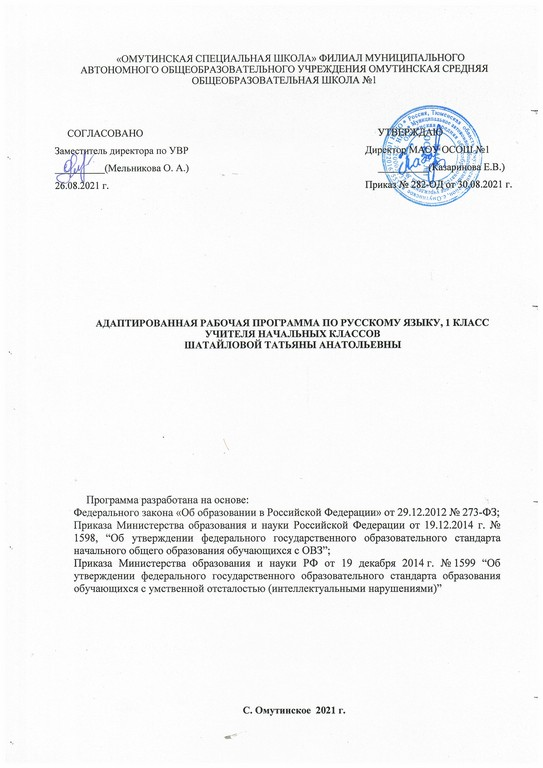 «ОМУТИНСКАЯ СПЕЦИАЛЬНАЯ ШКОЛА» ФИЛИАЛ МУНИЦИПАЛЬНОГО
АВТОНОМНОГО ОБЩЕОБРАЗОВАТЕЛЬНОГО УЧРЕЖДЕНИЯ ОМУТИНСКАЯ СРЕДНЯЯ
ОБЩЕОБРАЗОВАТЕЛЬНАЯ ШКОЛА №1
СОГЛАСОВАНО
Заместитель директора по УВР
(Мельникова О. А.)
26.08.2021 г.
УТВЕРЖДАЮ
Директор МАОУ ОСОШ №1
(Казаринова Е.В.)
Приказ № 282-ОД от 30.08.2021 г.
АДАПТИРОВАННАЯ РАБОЧАЯ ПРОГРАММА ПО РУССКОМУ ЯЗЫКУ, 1 КЛАСС
УЧИТЕЛЯ НАЧАЛЬНЫХ КЛАССОВ
ШАТАЙЛОВОЙ ТАТЬЯНЫ АНАТОЛЬЕВНЫ
Программа разработана на основе:
Федерального закона «Об образовании в Российской Федерации» от 29.12.2012 № 273-ФЗ;
Приказа Министерства образования и науки Российской Федерации от 19.12.2014 г. №
1598, “Об утверждении федерального государственного образовательного стандарта
начального общего образования обучающихся с ОВЗ”;
Приказа Министерства образования и науки РФ от 19 декабря 2014 г. № 1599 “Об
утверждении федерального государственного образовательного стандарта образования
обучающихся с умственной отсталостью (интеллектуальными нарушениями)”
С. Омутинское 2021 г.